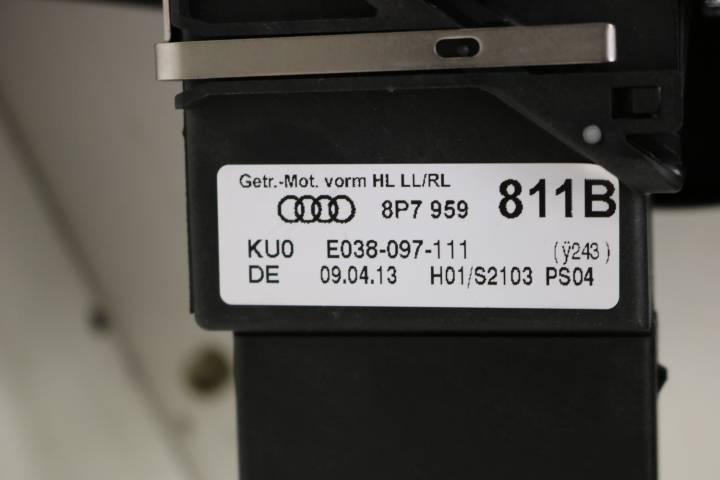 Getr.-Mot. vorm HL LL/RL
8P7 959 811B
KU0 E038-097-111 (ÿ243)
DE 09.04.13 H01/S2103 PS04